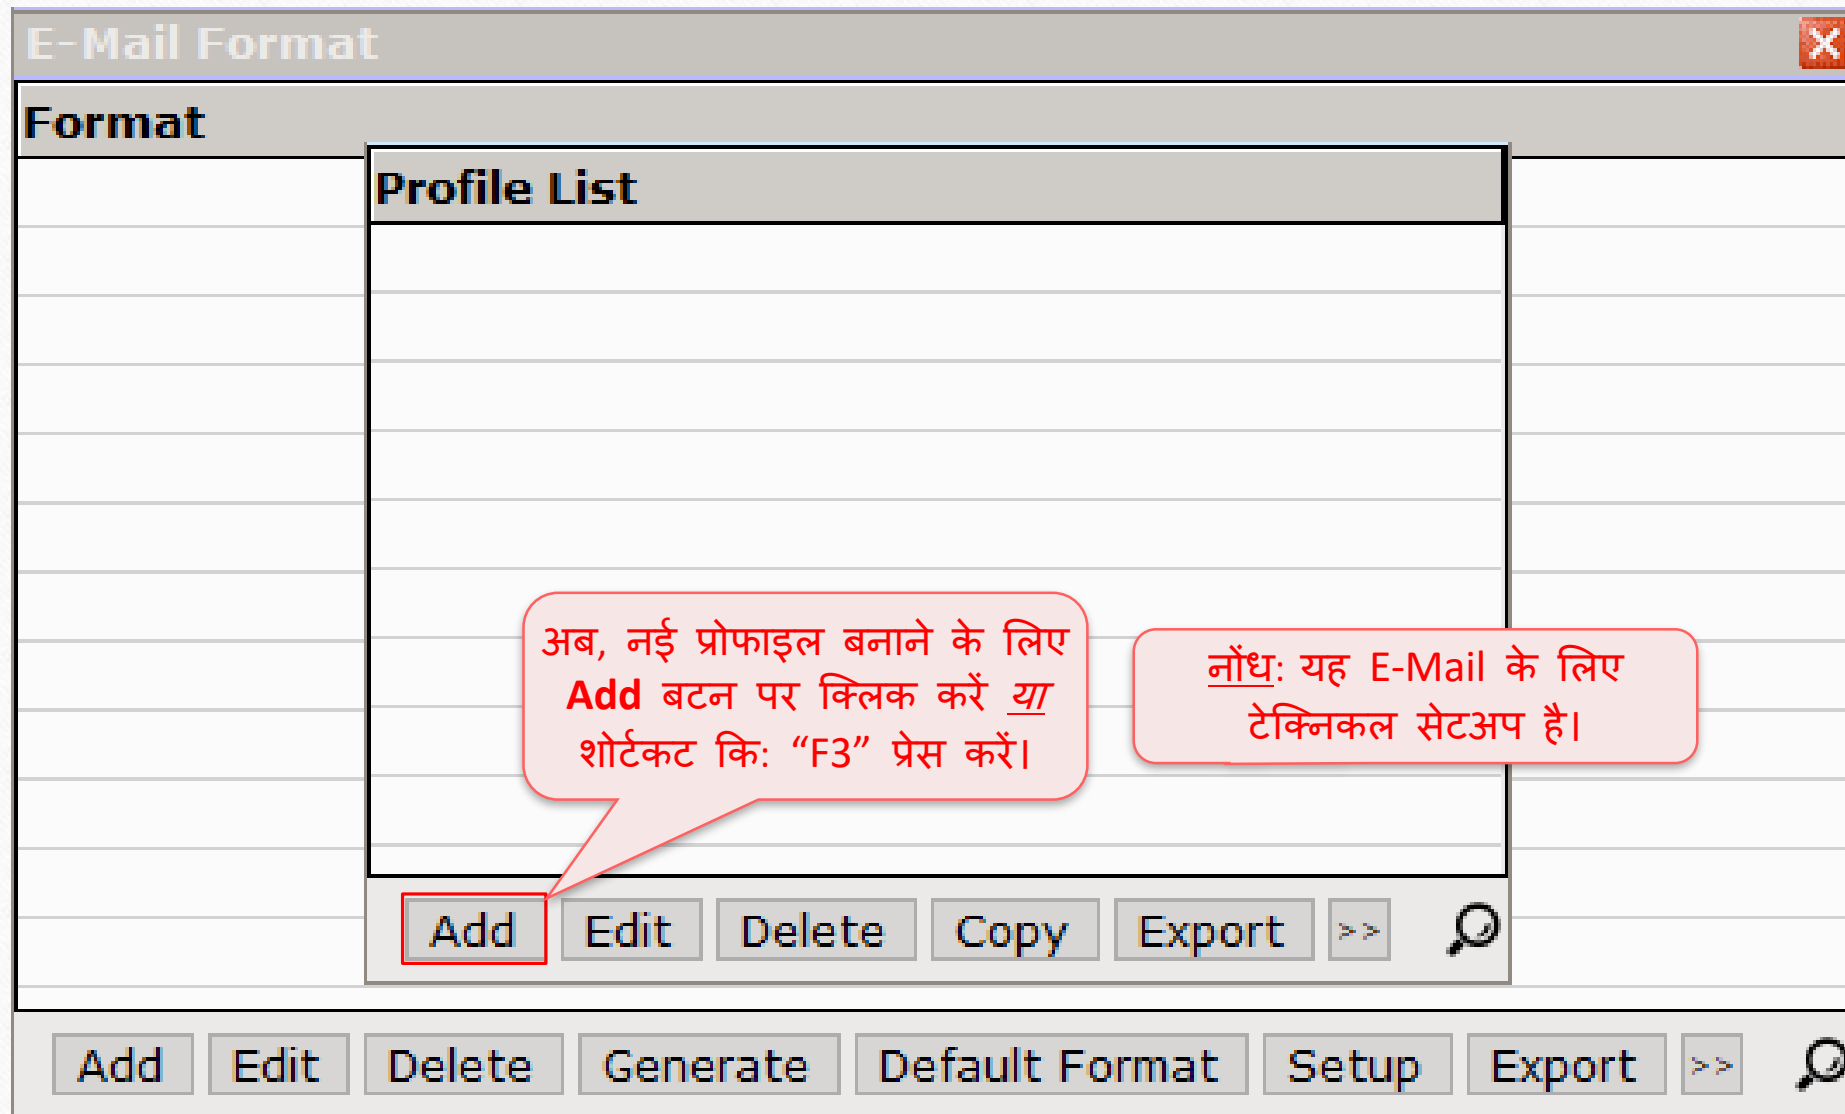 E-Mail Format
Format
Profile List
अब, नई प्रोफाइल बनाने के लिए
Add बटन पर क्लिक करें या
शोर्टकट कि: “F3” प्रेस करें।
नोंध: यह E-Mail के लिए
टेक्निकल सेटअप है।
Add Edit Delete Copy Export >>
Add Edit Delete Generate Default Format Setup Export >>